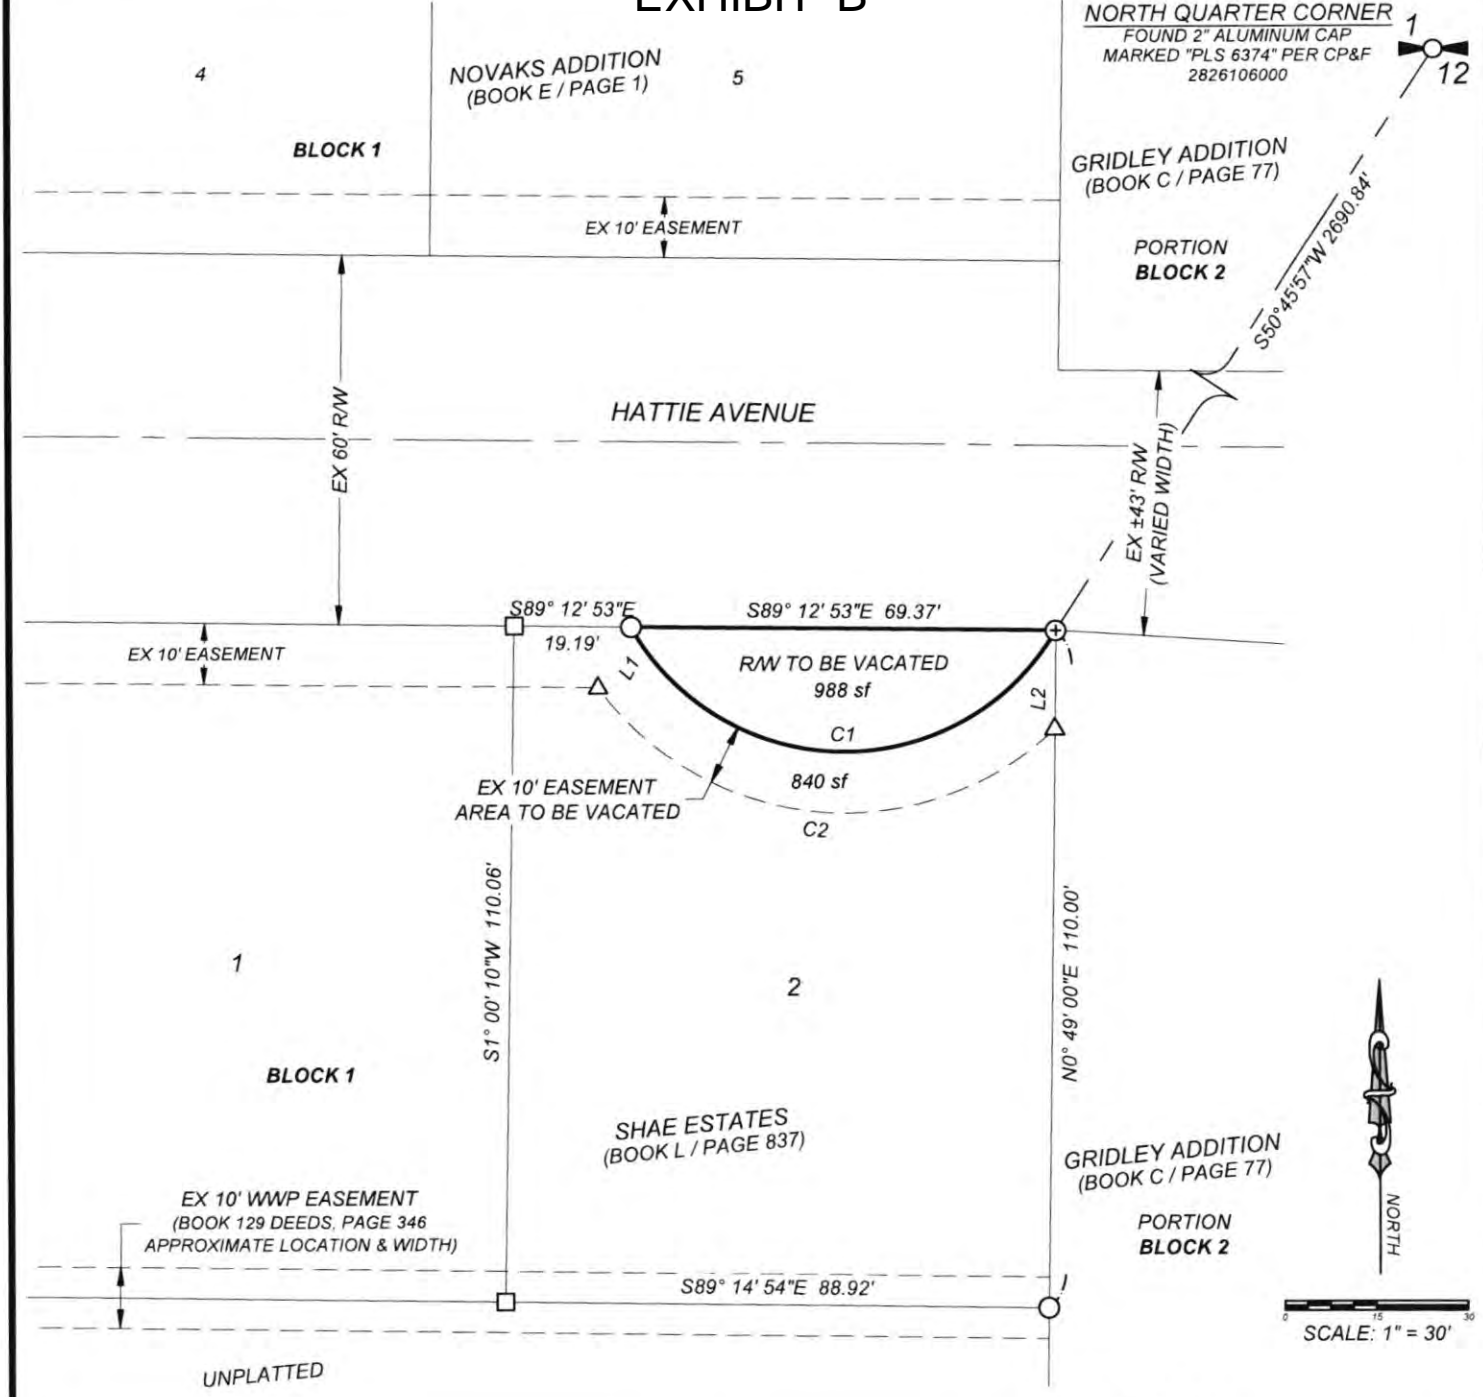 EXHIBIT "B"
NORTH QUARTER CORNER
FOUND 2" ALUMINUM CAP
MARKED "PLS 6374" PER CP&F
2826106000
1
12
4
NOVAKS ADDITION
(BOOK E / PAGE 1)
5
BLOCK 1
GRIDLEY ADDITION
(BOOK C / PAGE 77)
S50°45'57"W 2690.84'
EX 10' EASEMENT
PORTION
BLOCK 2
EX 60' R/W
HATTIE AVENUE
EX ±43' R/W
(VARIED WIDTH)
S89° 12' 53"E
19.19'
S89° 12' 53"E 69.37'
EX 10' EASEMENT
L1
R/W TO BE VACATED
988 sf
L2
C1
EX 10' EASEMENT
AREA TO BE VACATED
840 sf
C2
S1° 00' 10"W 110.06'
N0° 49' 00"E 110.00'
1
2
BLOCK 1
SHAE ESTATES
(BOOK L / PAGE 837)
GRIDLEY ADDITION
(BOOK C / PAGE 77)
EX 10' WWP EASEMENT
(BOOK 129 DEEDS, PAGE 346
APPROXIMATE LOCATION & WIDTH)
PORTION
BLOCK 2
NORTH
S89° 14' 54"E 88.92'
0 15 30
SCALE: 1" = 30'
UNPLATTED